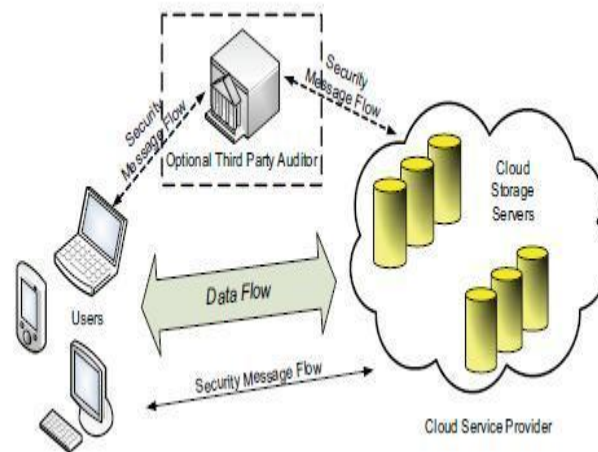 Security
Message Flow
Security
Message Flow
Optional Third Party Auditor
Cloud
Storage
Servers
Users
Data Flow
Security Message Flow
Cloud Service Provider